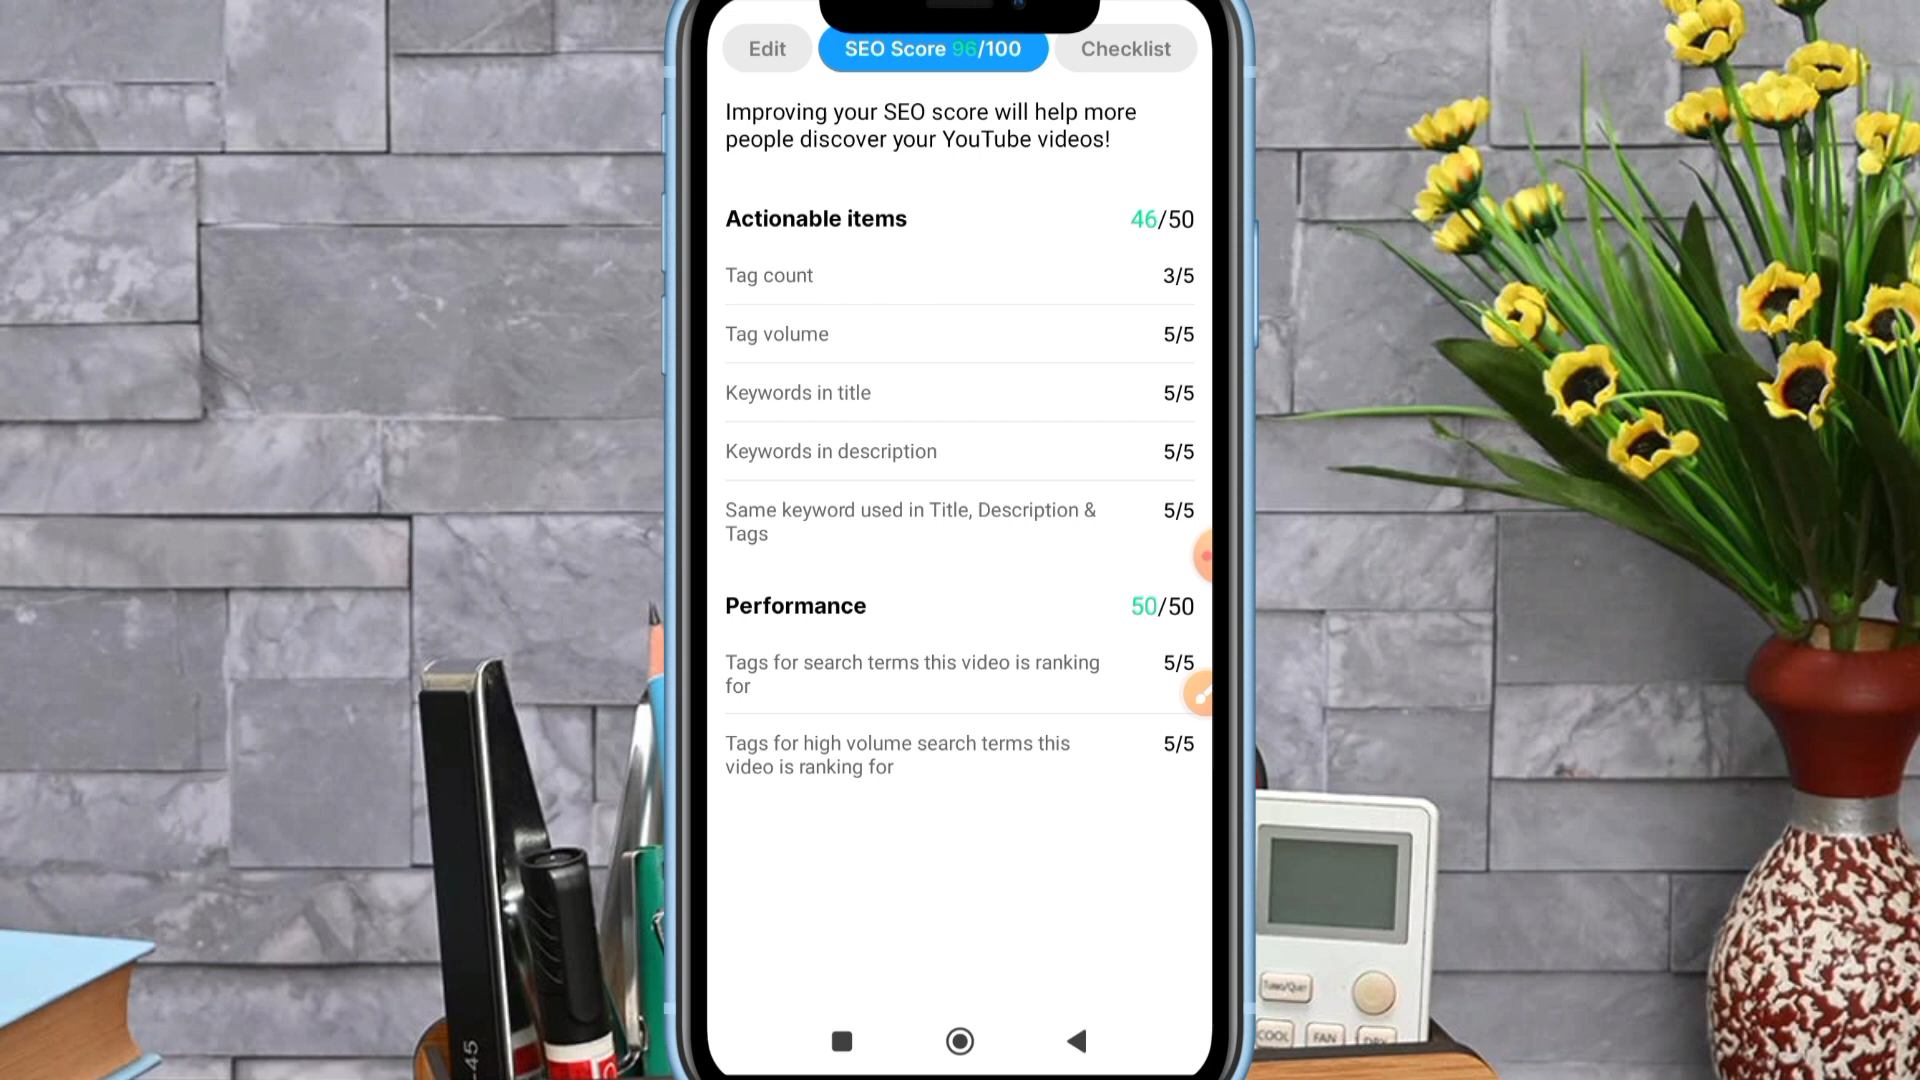 Edit
SEO Score 96/100
Checklist
Improving your SEO score will help more
people discover your YouTube videos!
Actionable items 46/50
Tag count 3/5
Tag volume 5/5
Keywords in title 5/5
Keywords in description 5/5
Same keyword used in Title, Description & 5/5
Tags
Performance 50/50
Tags for search terms this video is ranking 5/5
for
Tags for high volume search terms this 5/5
video is ranking for
COOL
FAN
-45